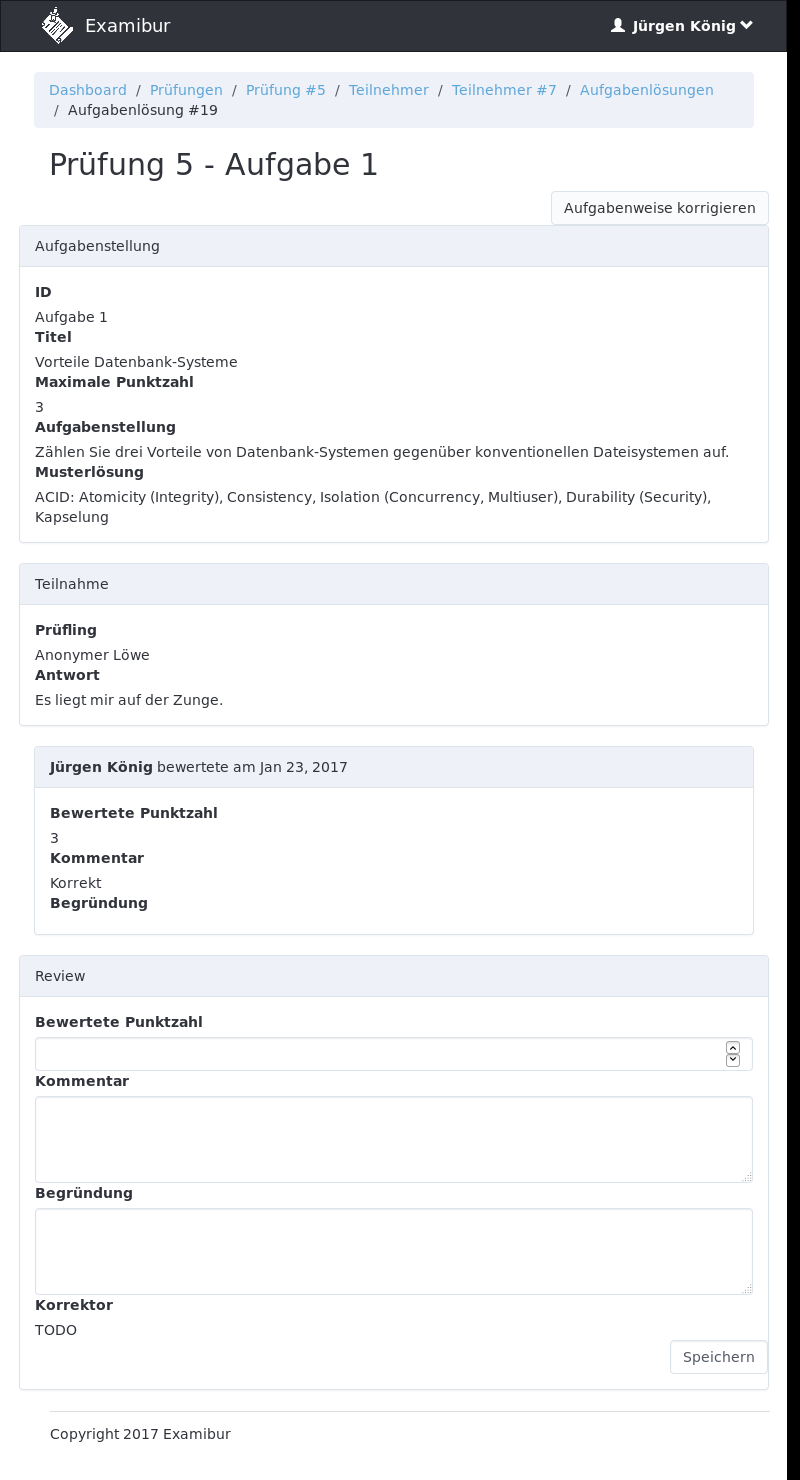 Examibur
Jürgen König
Dashboard / Prüfungen / Prüfung #5 / Teilnehmer / Teilnehmer #7 / Aufgabenlösungen
/ Aufgabenlösung #19
Prüfung 5 - Aufgabe 1
Aufgabenweise korrigieren
Aufgabenstellung
ID
Aufgabe 1
Titel
Vorteile Datenbank-Systeme
Maximale Punktzahl
3
Aufgabenstellung
Zählen Sie drei Vorteile von Datenbank-Systemen gegenüber konventionellen Dateisystemen auf.
Musterlösung
ACID: Atomicity (Integrity), Consistency, Isolation (Concurrency, Multiuser), Durability (Security),
Kapselung
Teilnahme
Prüfling
Anonymer Löwe
Antwort
Es liegt mir auf der Zunge.
Jürgen König bewertete am Jan 23, 2017
Bewertete Punktzahl
3
Kommentar
Korrekt
Begründung
Review
Bewertete Punktzahl
Kommentar
Begründung
Korrektor
TODO
Speichern
Copyright 2017 Examibur